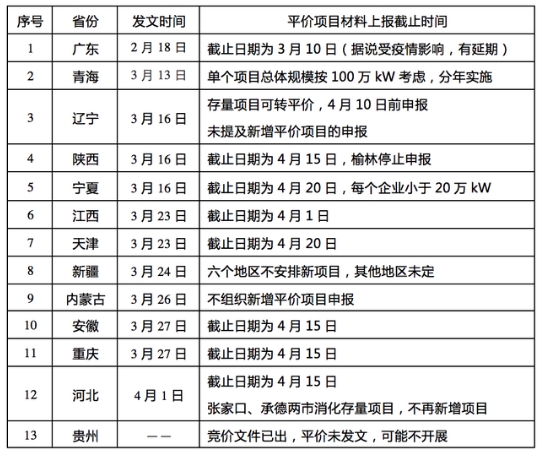 序号 省份 发文时间 平价项目材料上报截止时间
1 广东 2 月 18 日 截止日期为 3 月 10 日（据说受疫情影响，有延期）
2 青海 3 月 13 日 单个项目总体规模按 100 万 kW 考虑，分年实施
3 辽宁 3 月 16 日 存量项目可转平价，4 月 10 日前申报
未提及新增平价项目的申报
4 陕西 3 月 16 日 截止日期为 4 月 15 日，榆林停止申报
5 宁夏 3 月 16 日 截止日期为 4 月 20 日，每个企业小于 20 万 kW
6 江西 3 月 23 日 截止日期为 4 月 1 日
7 天津 3 月 23 日 截止日期为 4 月 20 日
8 新疆 3 月 24 日 六个地区不安排新项目，其他地区未定
9 内蒙古 3 月 26 日 不组织新增平价项目申报
10 安徽 3 月 27 日 截止日期为 4 月 15 日
11 重庆 3 月 27 日 截止日期为 4 月 15 日
12 河北 4 月 1 日 截止日期为 4 月 15 日
张家口、承德两市消化存量项目，不再新增项目
13 贵州 —— 竞价文件已出，平价未发文，可能不开展